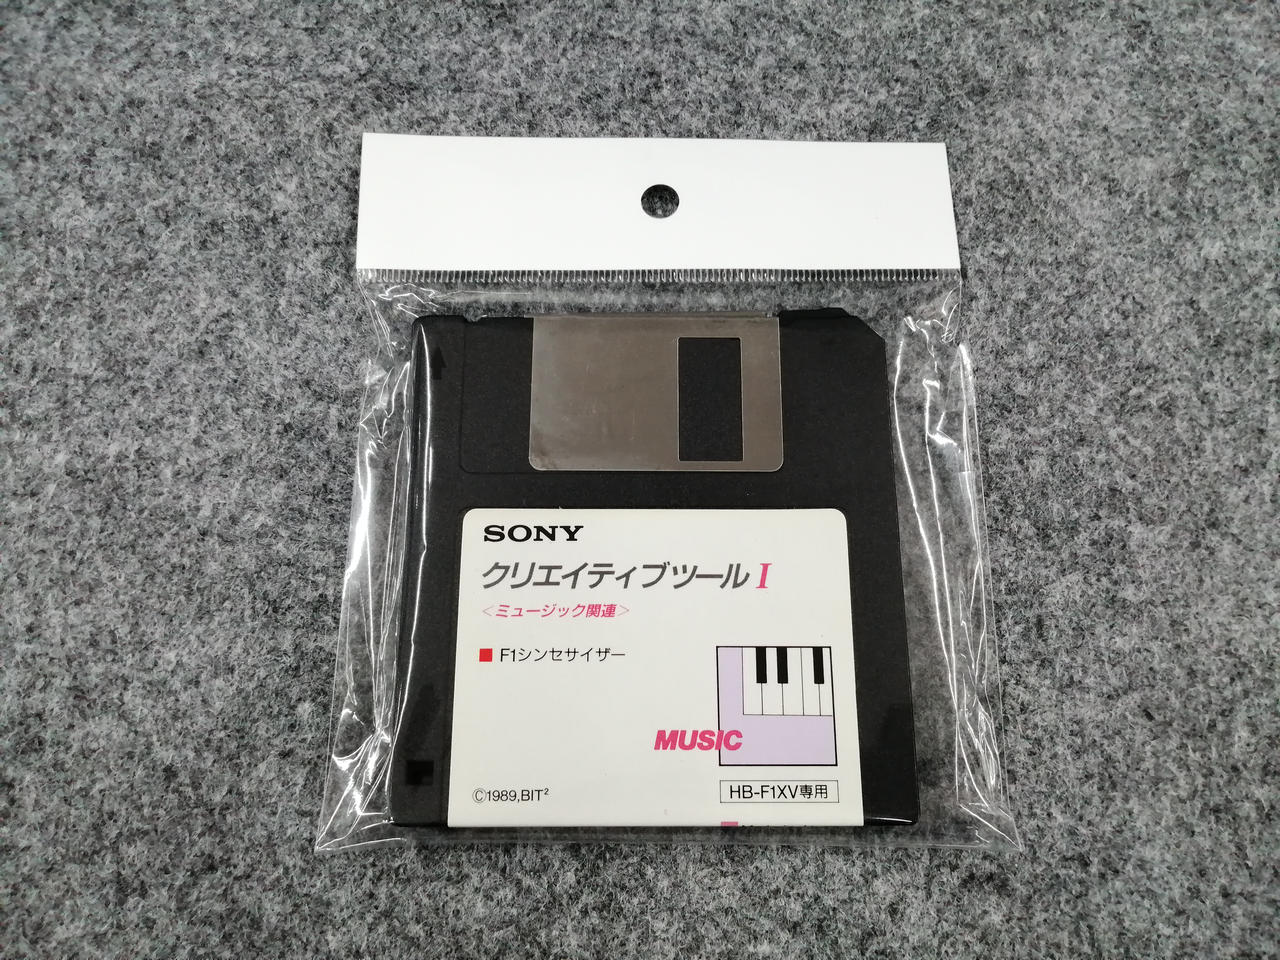 SONY
クリエイティブツール I
<ミュージック関連>
■ F1シンセサイザー
MUSIC
©1989,BIT²
HB-F1XV専用